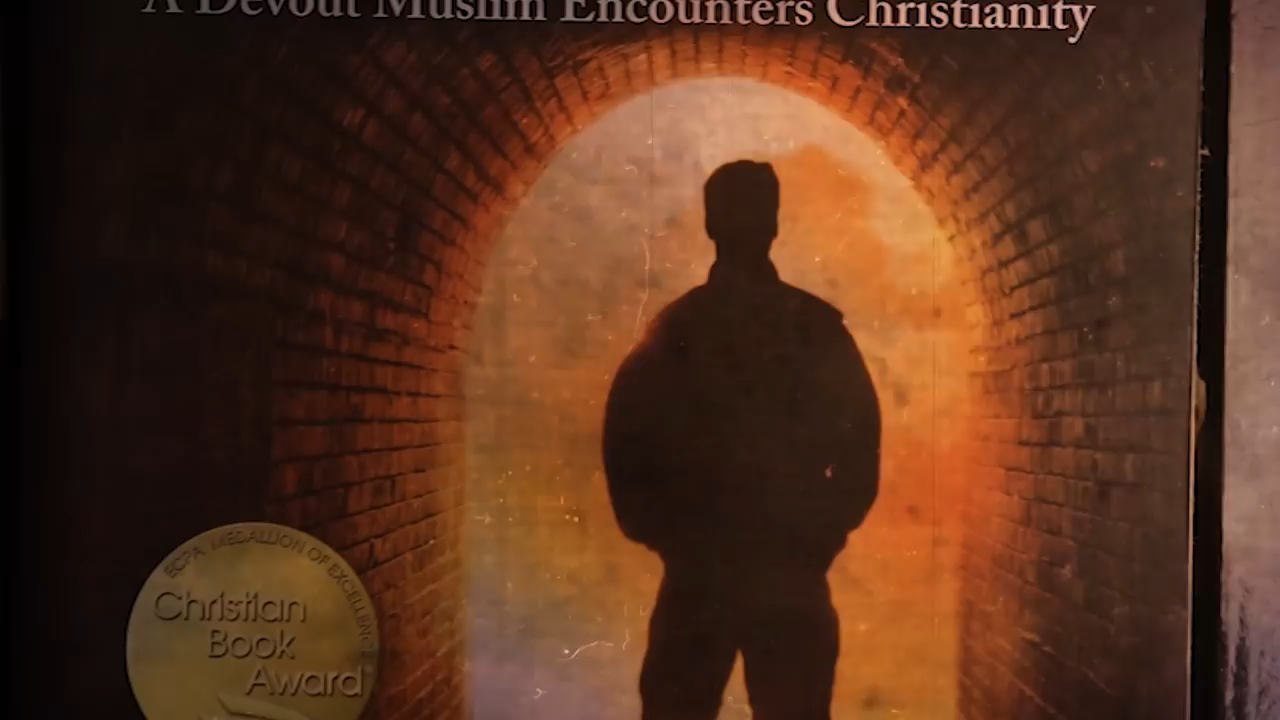 A Devout Muslim Encounters Christianity
ECPA MEDALLION OF EXCELLENCE
Christian
Book
Award